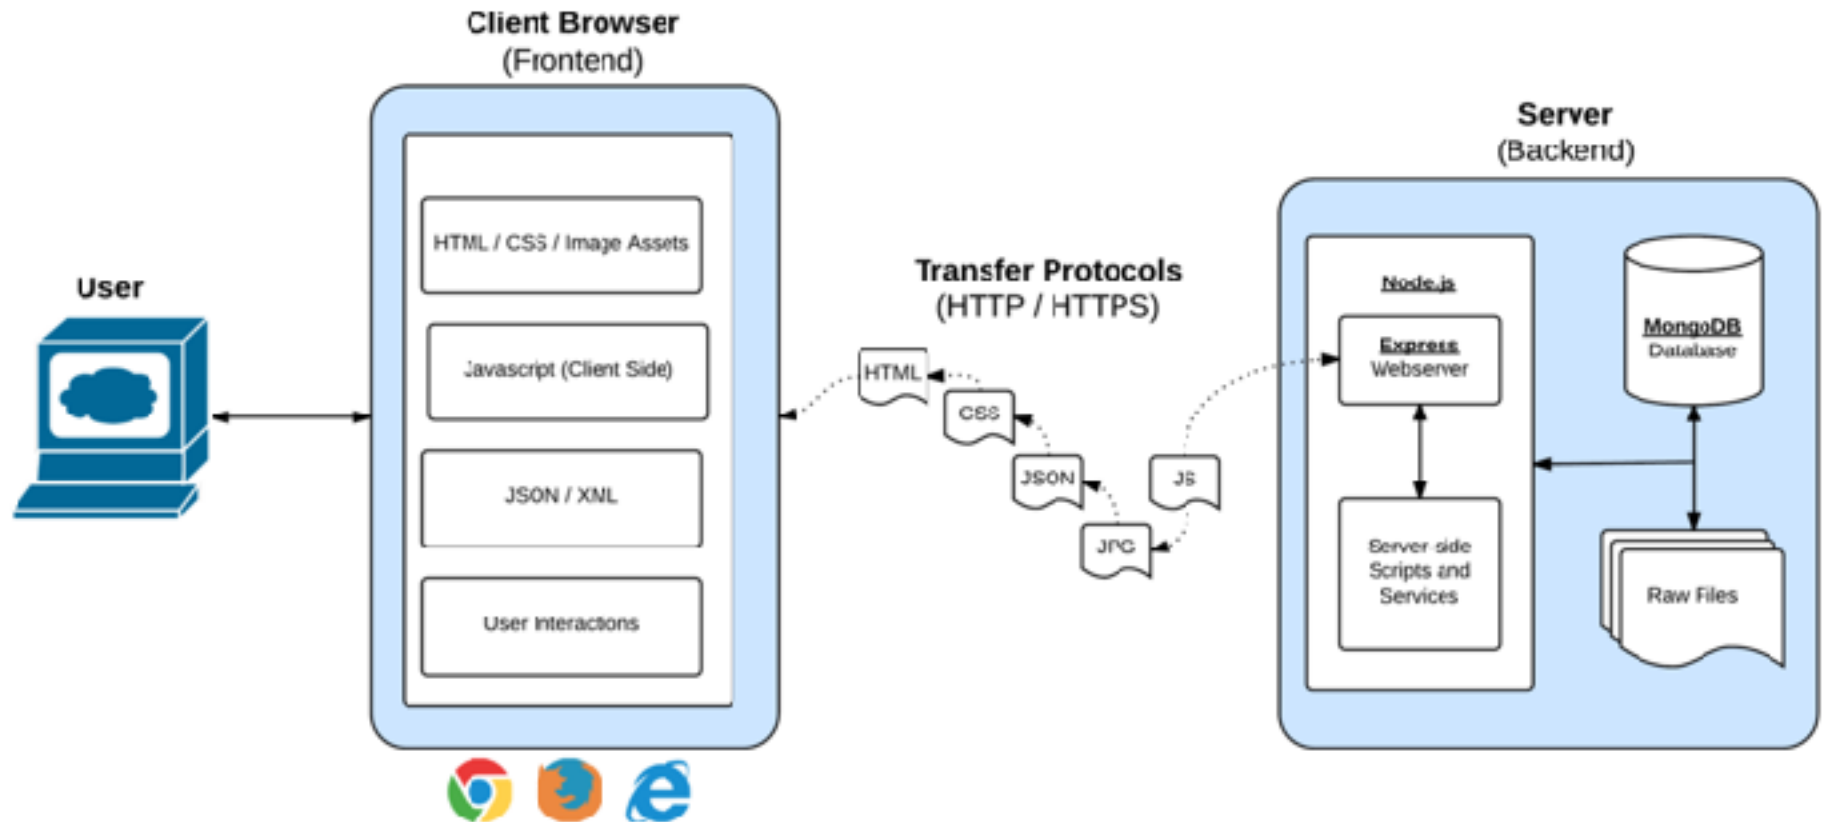 Client Browser
(Frontend)
HTML / CSS / Image Assets
Javascript (Client Side)
JSON / XML
User Interactions
User
Transfer Protocols
(HTTP / HTTPS)
HTML
CSS
JSON
JPG
JS
Server
(Backend)
Node.js
Express
Webserver
Server-side
Scripts and
Services
MongoDB
Database
Raw Files